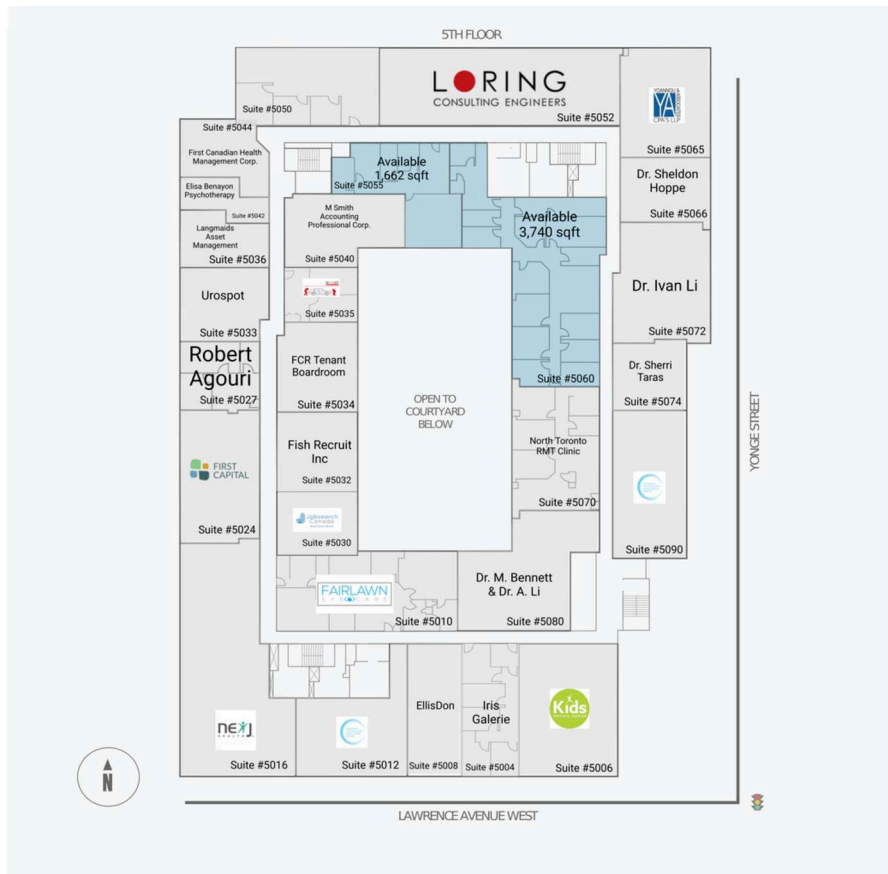 5TH FLOOR
LORING
CONSULTING ENGINEERS
Suite #5052
Suite #5050
YA
CPA'S LLP
Suite #5065
Suite #5044
First Canadian Health
Management Corp.
Elisa Benayon
Psychotherapy
Suite #5042
Langmaids
Asset
Management
Suite #5036
Available
1,662 sqft
Suite #5055
M Smith
Accounting
Professional Corp.
Suite #5040
Available
3,740 sqft
Suite #5060
Dr. Sheldon
Hoppe
Suite #5066
Dr. Ivan Li
Suite #5072
Urospot
Suite #5033
Suite #5035
Robert
Agouri
Suite #5027
FCR Tenant
Boardroom
Suite #5034
Dr. Sherri
Taras
Suite #5074
OPEN TO
COURTYARD
BELOW
YONGE STREET
FIRST
CAPITAL
Suite #5024
Fish Recruit
Inc
Suite #5032
North Toronto
RMT Clinic
Suite #5070
jobsearch
Canada
Suite #5030
Suite #5090
FAIRLAWN
EYE CARE
Suite #5010
Dr. M. Bennett
& Dr. A. Li
Suite #5080
NEXJ
HEALTH
Suite #5016
Suite #5012
EllisDon
Suite #5008
Iris
Galerie
Suite #5004
Kids
Suite #5006
N
LAWRENCE AVENUE WEST